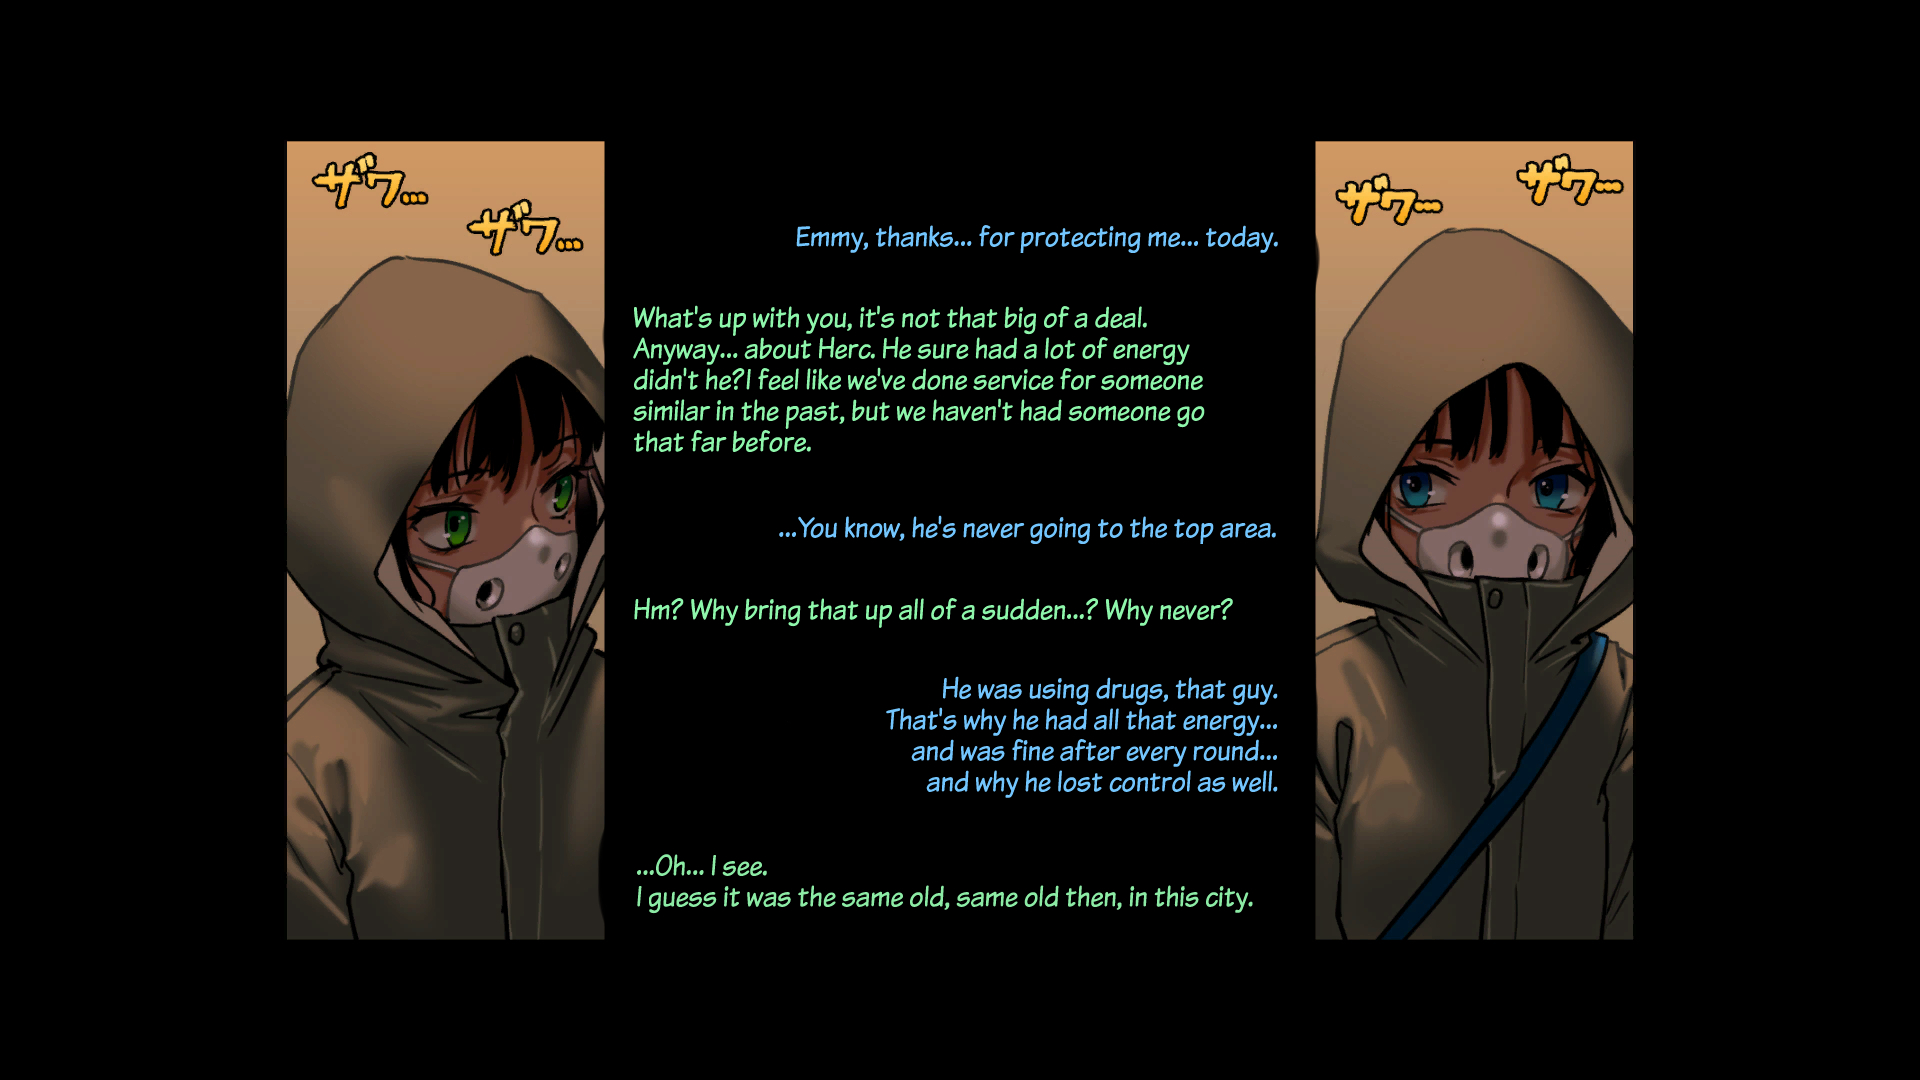 ザワ…
ザワ…
ザワ…
ザワ…
Emmy, thanks... for protecting me... today.
What's up with you, it's not that big of a deal.
Anyway... about Herc. He sure had a lot of energy
didn't he?I feel like we've done service for someone
similar in the past, but we haven't had someone go
that far before.
...You know, he's never going to the top area.
Hm? Why bring that up all of a sudden...? Why never?
He was using drugs, that guy.
That's why he had all that energy...
and was fine after every round...
and why he lost control as well.
...Oh... I see.
I guess it was the same old, same old then, in this city.